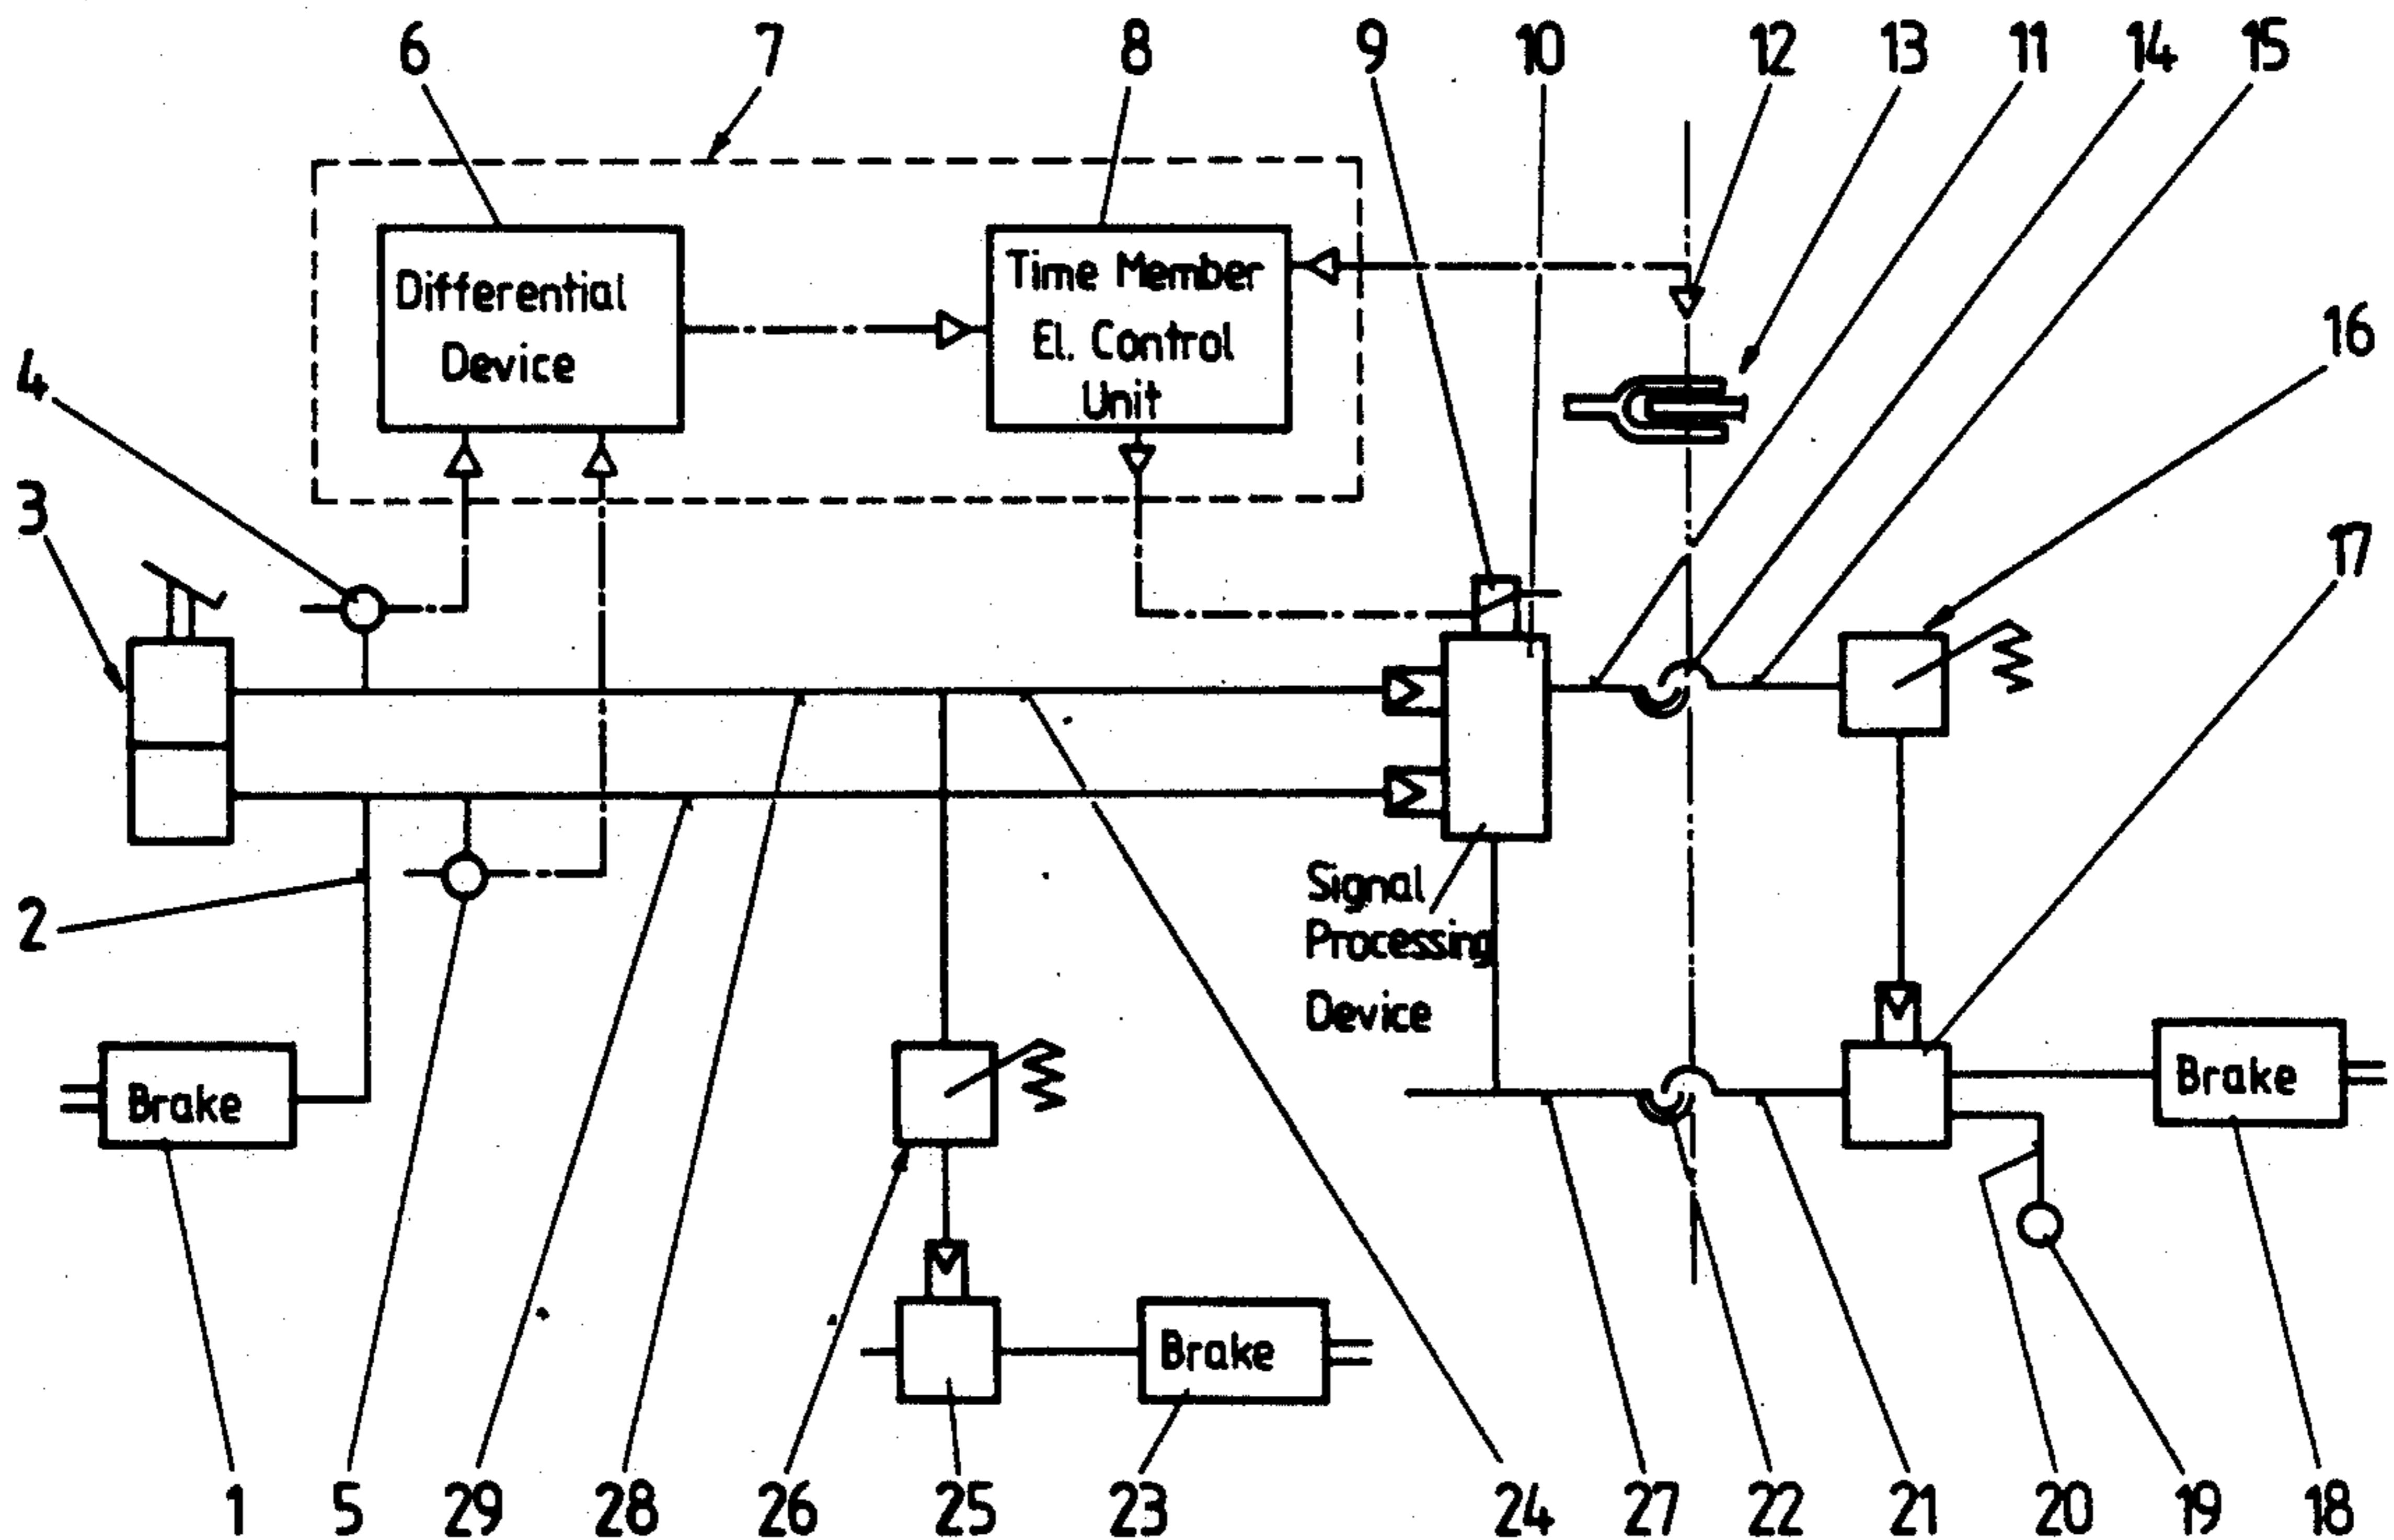 6 7 8 9 10 12 13 11 14 15
Differential
Device
Time Member
El. Control
Unit
4
16
3
17
Signal
Processing
Device
2
Brake
Brake
Brake
1 5 29 28 26 25 23 24 27 22 21 20 19 18